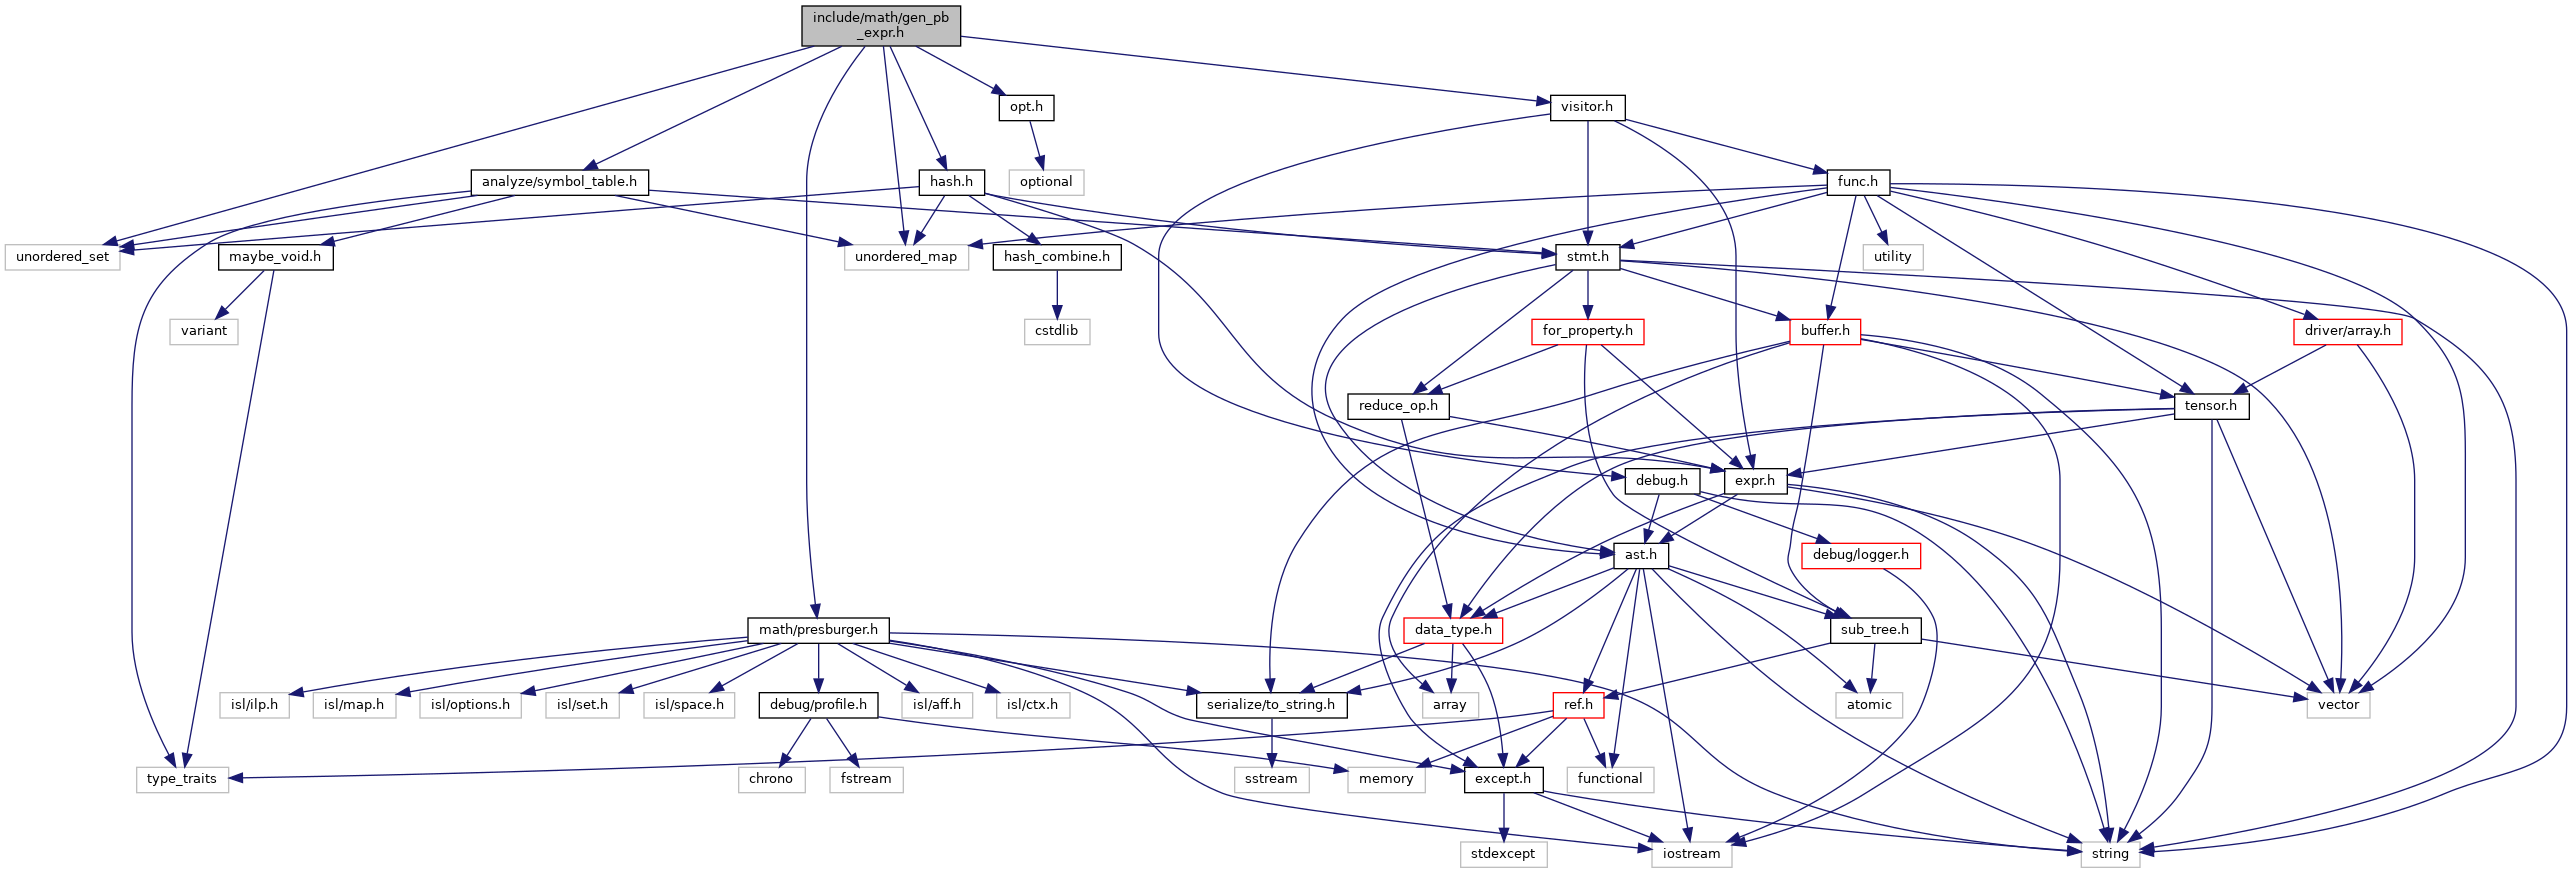 include/math/gen_pb
_expr.h
opt.h
visitor.h
analyze/symbol_table.h
hash.h
optional
func.h
unordered_set
maybe_void.h
unordered_map
hash_combine.h
stmt.h
utility
variant
cstdlib
for_property.h
buffer.h
driver/array.h
reduce_op.h
tensor.h
debug.h
expr.h
ast.h
debug/logger.h
math/presburger.h
data_type.h
sub_tree.h
isl/ilp.h
isl/map.h
isl/options.h
isl/set.h
isl/space.h
debug/profile.h
isl/aff.h
isl/ctx.h
serialize/to_string.h
array
ref.h
atomic
vector
type_traits
chrono
fstream
sstream
memory
except.h
functional
stdexcept
iostream
string